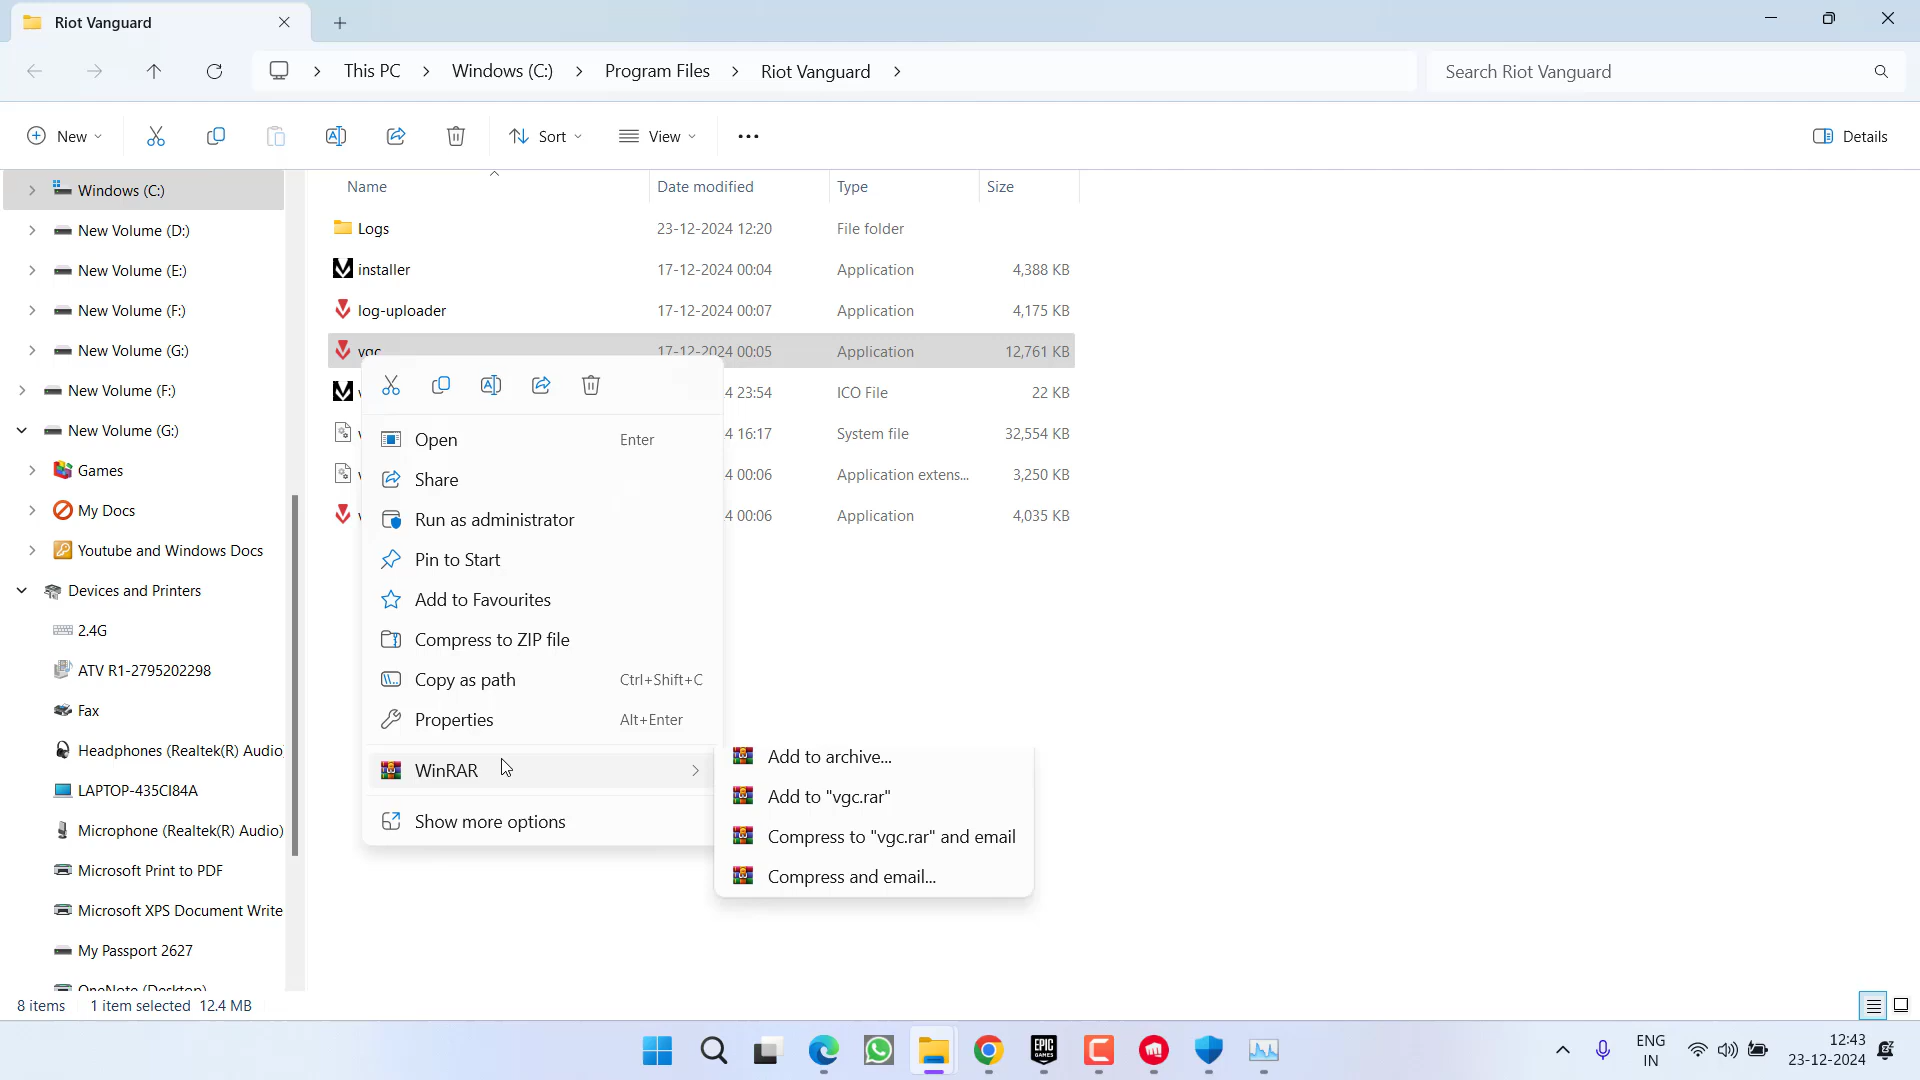 Riot Vanguard
This PC
Windows (C:)
Program Files
Riot Vanguard
Search Riot Vanguard
New
Sort
View
Details
Name
Date modified
Type
Size
Windows (C:)
New Volume (D:)
New Volume (E:)
New Volume (F:)
New Volume (G:)
New Volume (F:)
New Volume (G:)
Games
My Docs
Youtube and Windows Docs
Devices and Printers
2.4G
ATV R1-2795202298
Fax
Headphones (Realtek(R) Audio)
LAPTOP-435CI84A
Microphone (Realtek(R) Audio)
Microsoft Print to PDF
Microsoft XPS Document Write
My Passport 2627
OneNote (Desktop)
Logs 23-12-2024 12:20 File folder
installer 17-12-2024 00:04 Application 4,388 KB
log-uploader 17-12-2024 00:07 Application 4,175 KB
vgc 17-12-2024 00:05 Application 12,761 KB
4 23:54 ICO File 22 KB
4 16:17 System file 32,554 KB
4 00:06 Application extens... 3,250 KB
4 00:06 Application 4,035 KB
Open Enter
Share
Run as administrator
Pin to Start
Add to Favourites
Compress to ZIP file
Copy as path Ctrl+Shift+C
Properties Alt+Enter
WinRAR
Show more options
Add to archive...
Add to "vgc.rar"
Compress to "vgc.rar" and email
Compress and email...
8 items 1 item selected 12.4 MB
EPIC GAMES
ENG
IN
12:43
23-12-2024